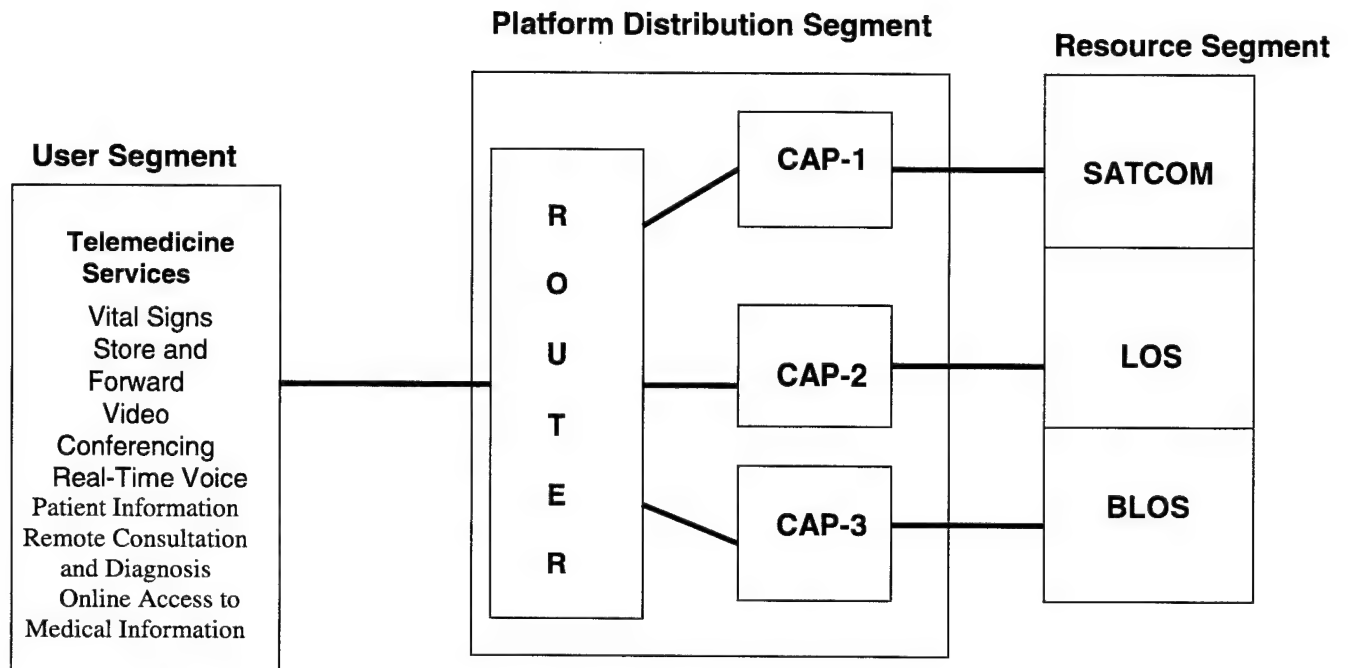 Platform Distribution Segment
Resource Segment
User Segment
Telemedicine
Services
Vital Signs
Store and
Forward
Video
Conferencing
Real-Time Voice
Patient Information
Remote Consultation
and Diagnosis
Online Access to
Medical Information
R
O
U
T
E
R
CAP-1
CAP-2
CAP-3
SATCOM
LOS
BLOS